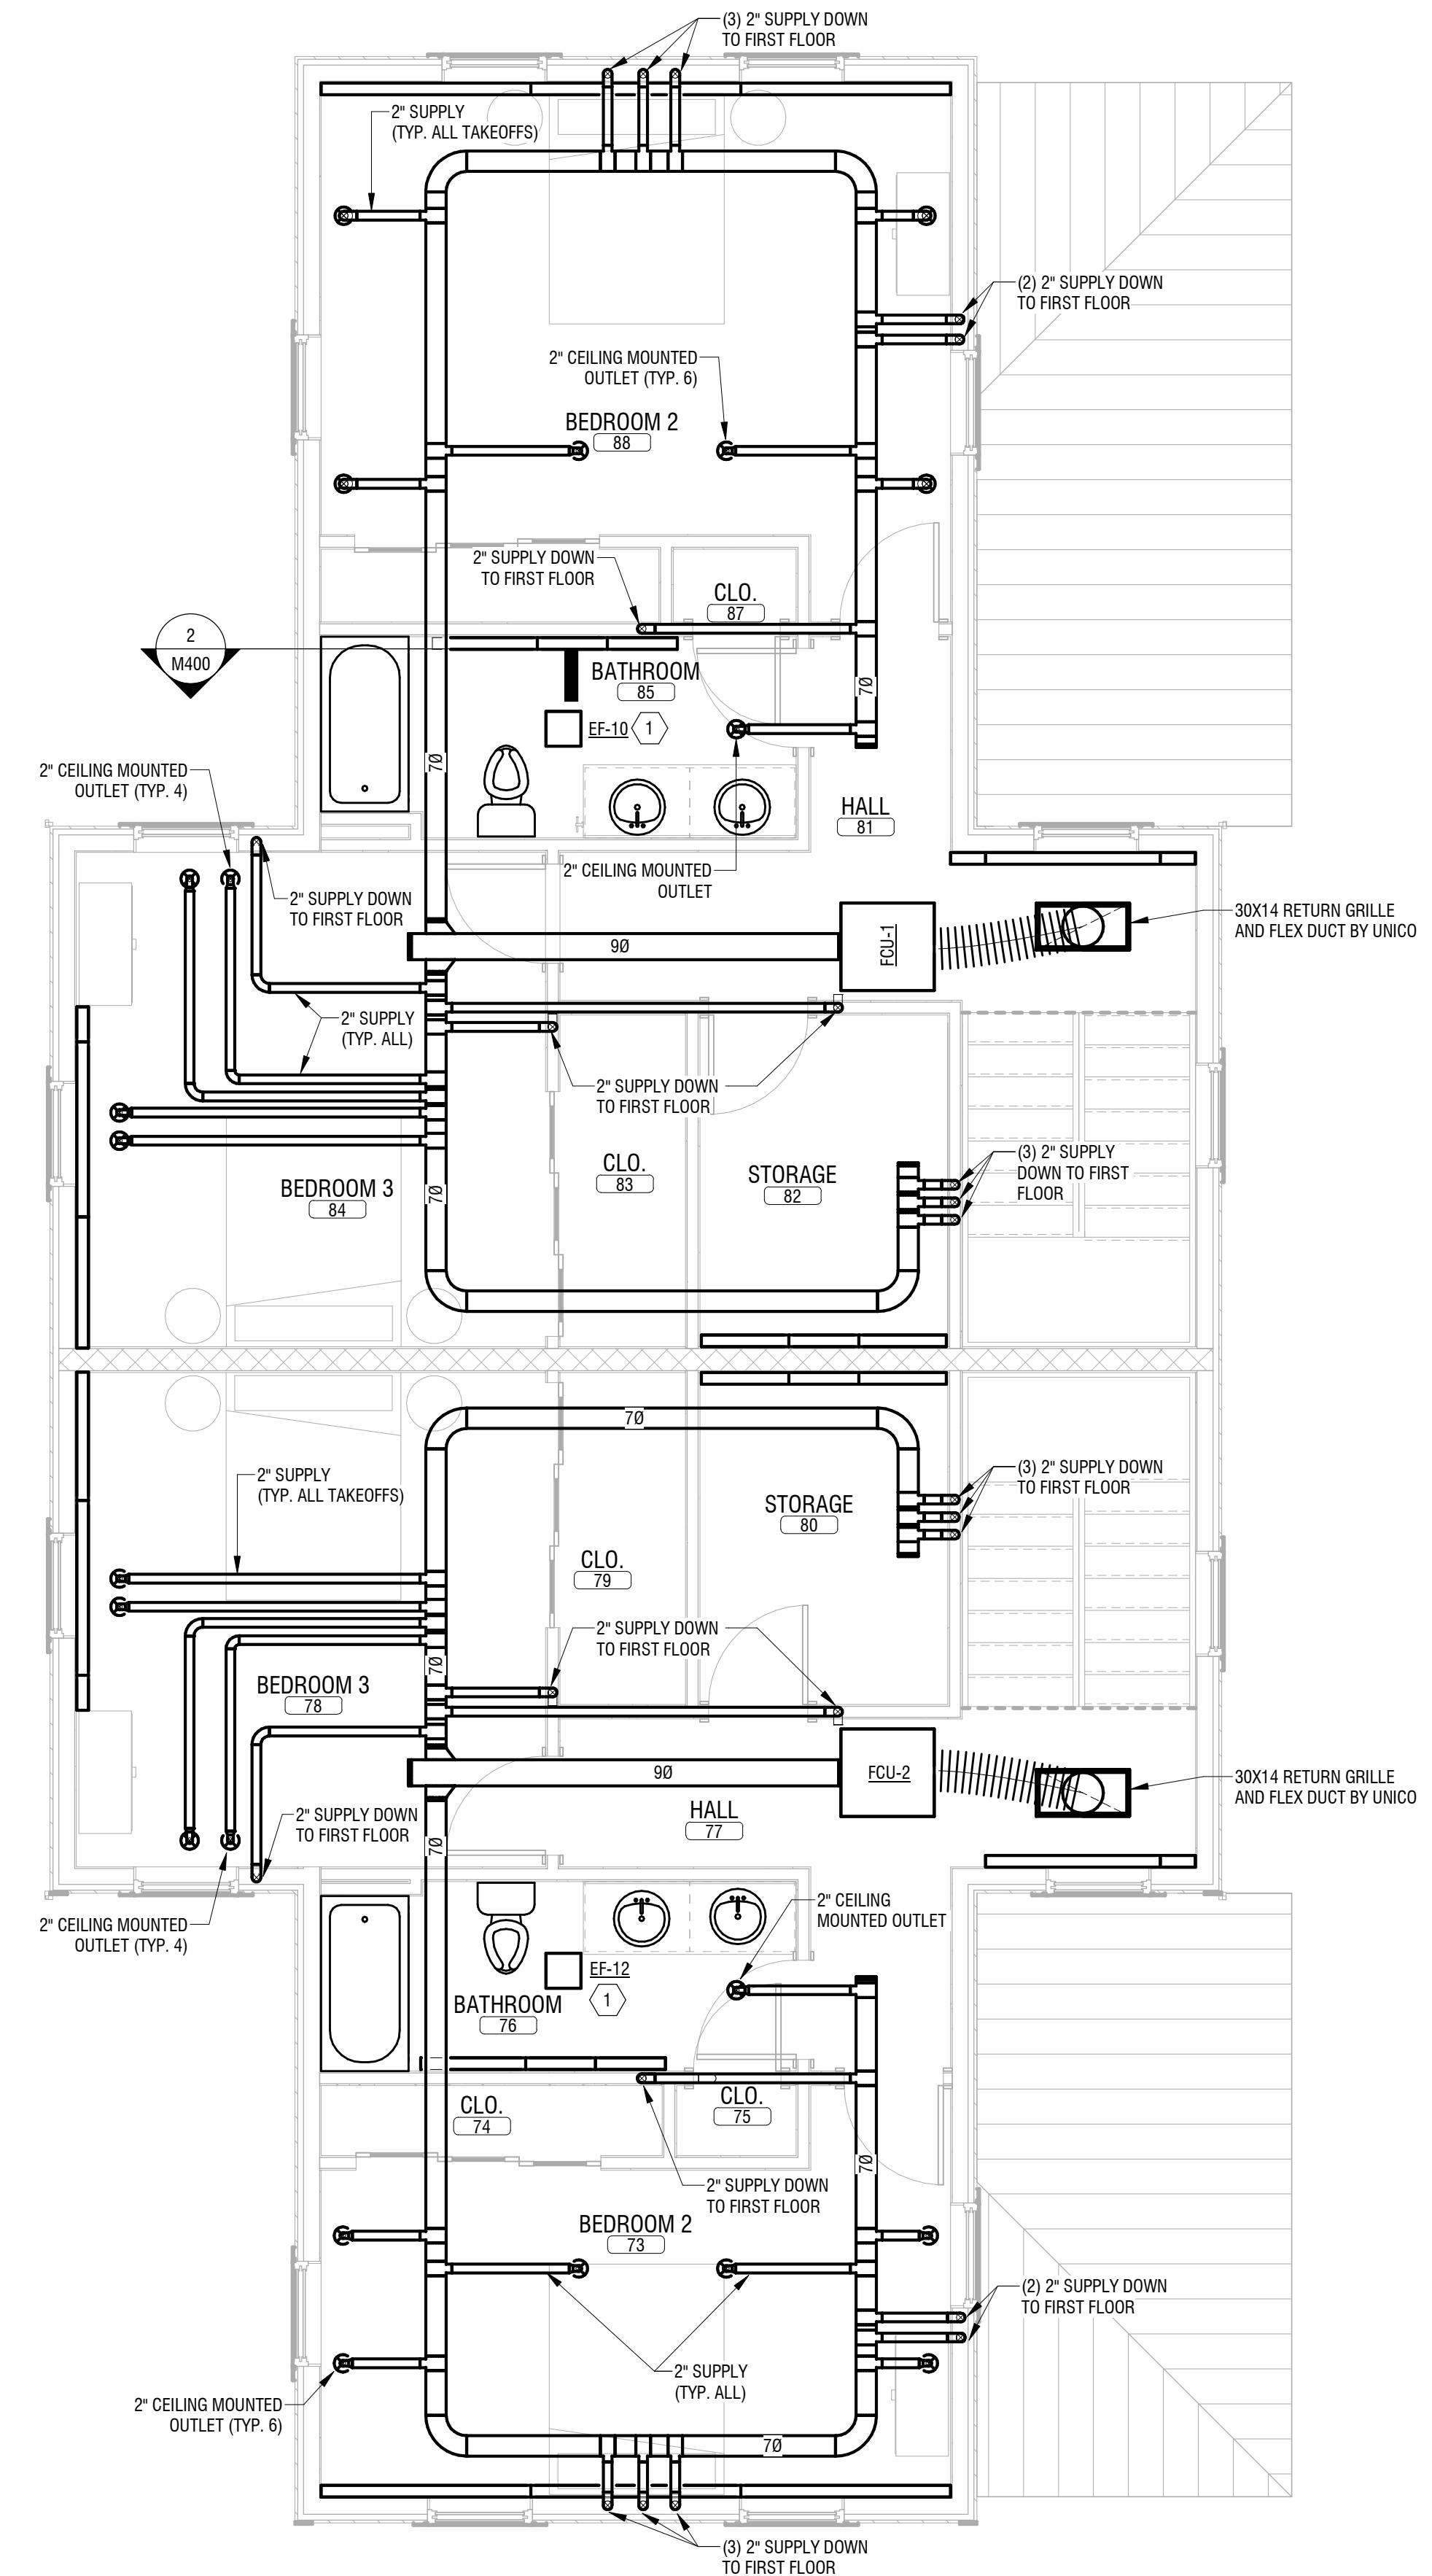 (3) 2" SUPPLY DOWN
TO FIRST FLOOR
2" SUPPLY
(TYP. ALL TAKEOFFS)
(2) 2" SUPPLY DOWN
TO FIRST FLOOR
2" CEILING MOUNTED
OUTLET (TYP. 6)
BEDROOM 2
88
2" SUPPLY DOWN
TO FIRST FLOOR
CLO.
87
2
M400
BATHROOM
85
7Ø
EF-10
1
7Ø
2" CEILING MOUNTED
OUTLET (TYP. 4)
HALL
81
2" CEILING MOUNTED
OUTLET
2" SUPPLY DOWN
TO FIRST FLOOR
30X14 RETURN GRILLE
AND FLEX DUCT BY UNICO
9Ø
FCU-1
2" SUPPLY
(TYP. ALL)
2" SUPPLY DOWN
TO FIRST FLOOR
(3) 2" SUPPLY
DOWN TO FIRST
FLOOR
CLO.
83
STORAGE
82
BEDROOM 3
84
7Ø
7Ø
2" SUPPLY
(TYP. ALL TAKEOFFS)
(3) 2" SUPPLY DOWN
TO FIRST FLOOR
STORAGE
80
CLO.
79
2" SUPPLY DOWN
TO FIRST FLOOR
7Ø
BEDROOM 3
78
9Ø
FCU-2
30X14 RETURN GRILLE
AND FLEX DUCT BY UNICO
HALL
77
2" SUPPLY DOWN
TO FIRST FLOOR
7Ø
2" CEILING MOUNTED
OUTLET (TYP. 4)
2" CEILING
MOUNTED OUTLET
EF-12
1
BATHROOM
76
CLO.
74
CLO.
75
7Ø
2" SUPPLY DOWN
TO FIRST FLOOR
BEDROOM 2
73
(2) 2" SUPPLY DOWN
TO FIRST FLOOR
2" SUPPLY
(TYP. ALL)
2" CEILING MOUNTED
OUTLET (TYP. 6)
7Ø
(3) 2" SUPPLY DOWN
TO FIRST FLOOR